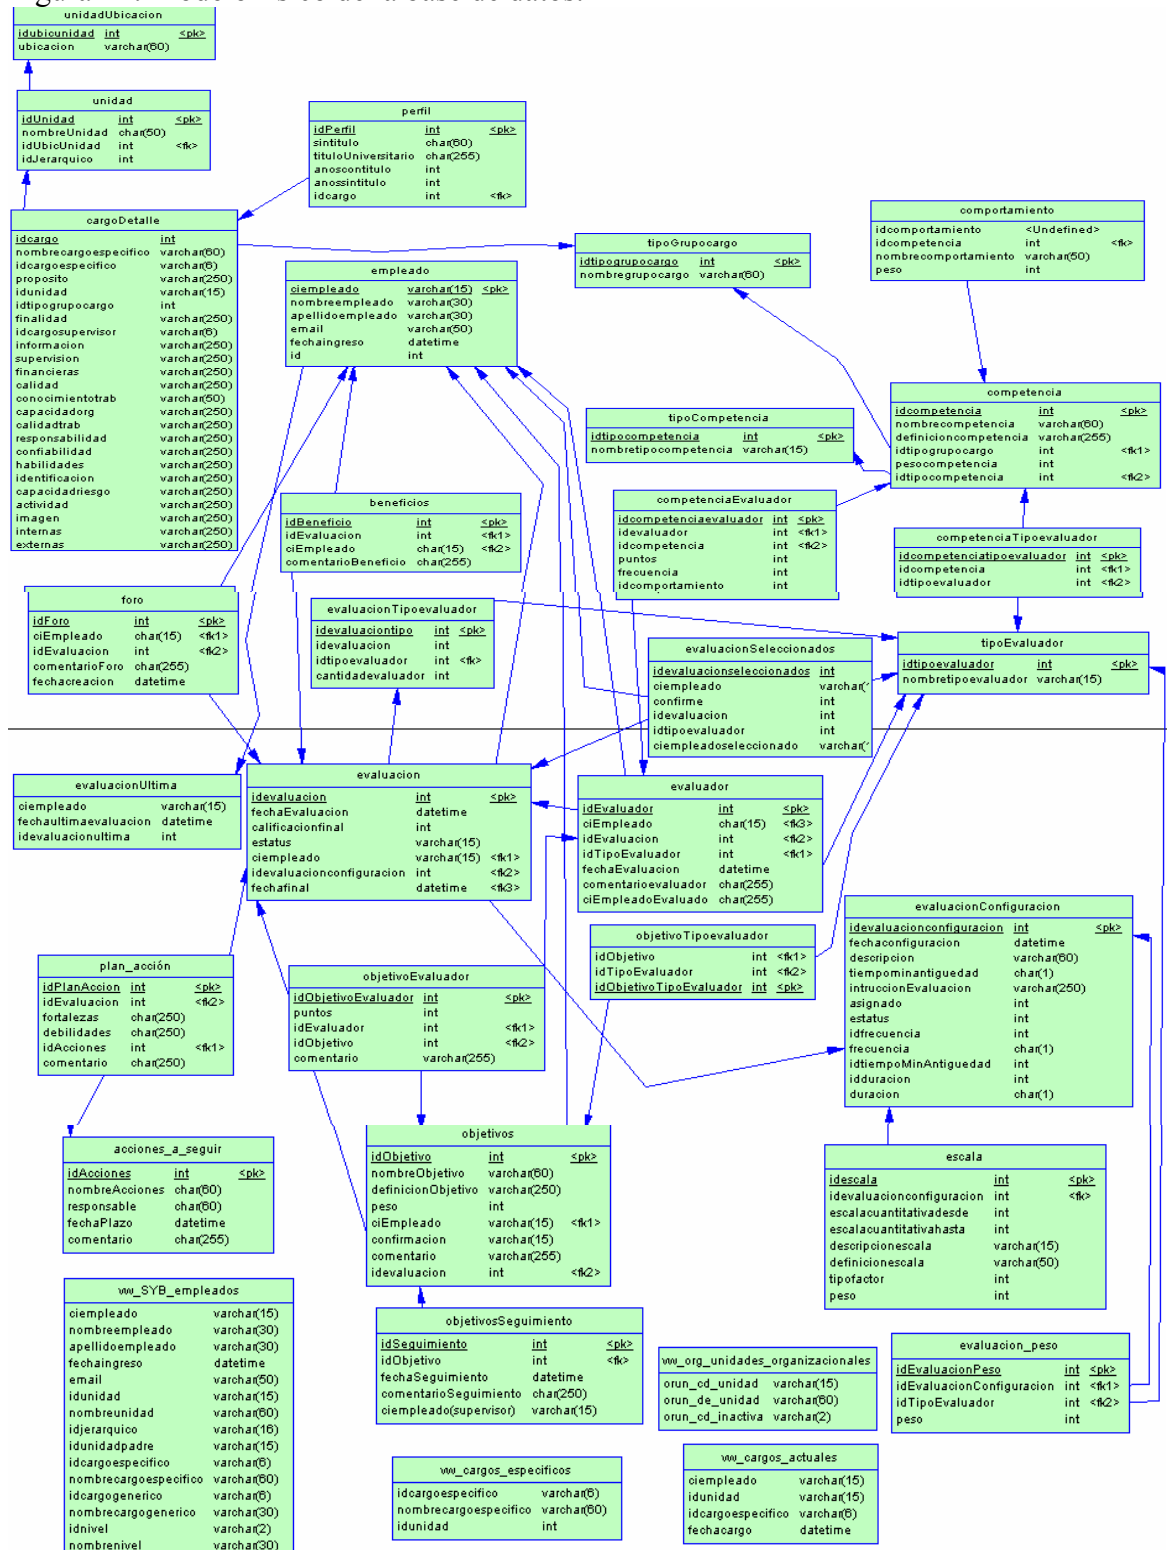 unidadUbicacion
idubicunidad int <pk>
ubicacion varchar(60)
unidad
idUnidad int <pk>
nombreUnidad char(50)
idUbicUnidad int <fk>
idJerarquico int
perfil
idPerfil int <pk>
sintitulo char(60)
tituloUniversitario char(255)
anoscontitulo int
anossintitulo int
idcargo int <fk>
cargoDetalle
idcargo int
nombrecargoespecifico varchar(60)
idcargoespecifico varchar(6)
proposito varchar(250)
idunidad varchar(15)
idtipogrupocargo int
finalidad varchar(250)
idcargosupervisor varchar(6)
informacion varchar(250)
supervision varchar(250)
financieras varchar(250)
calidad varchar(250)
conocimientotrab varchar(50)
capacidadorg varchar(250)
calidadtrab varchar(250)
responsabilidad varchar(250)
confiabilidad varchar(250)
habilidades varchar(250)
identificacion varchar(250)
capacidadriesgo varchar(250)
actividad varchar(250)
imagen varchar(250)
internas varchar(250)
externas varchar(250)
tipoGrupocargo
idtipogrupocargo int <pk>
nombregrupocargo varchar(60)
comportamiento
idcomportamiento <Undefined>
idcompetencia int <fk>
nombrecomportamiento varchar(50)
peso int
empleado
ciempleado varchar(15) <pk>
nombreempleado varchar(30)
apellidoempleado varchar(30)
email varchar(50)
fechaingreso datetime
id int
competencia
idcompetencia int <pk>
nombrecompetencia varchar(60)
definicioncompetencia varchar(255)
idtipogrupocargo int <fk1>
pesocompetencia int
idtipocompetencia int <fk2>
tipoCompetencia
idtipocompetencia int <pk>
nombretipocompetencia varchar(15)
beneficios
idBeneficio int <pk>
idEvaluacion int <fk1>
ciEmpleado char(15) <fk2>
comentarioBeneficio char(255)
competenciaEvaluador
idcompetenciaevaluador int <pk>
idevaluador int <fk1>
idcompetencia int <fk2>
puntos int
frecuencia int
idcomportamiento int
competenciaTipoevaluador
idcompetenciatipoevaluador int <pk>
idcompetencia int <fk1>
idtipoevaluador int <fk2>
foro
idForo int <pk>
ciEmpleado char(15) <fk1>
idEvaluacion int <fk2>
comentarioForo char(255)
fechacreacion datetime
evaluacionTipoevaluador
idevaluaciontipo int <pk>
idevaluacion int
idtipoevaluador int <fk>
cantidadevaluador int
evaluacionSeleccionados
idevaluacionseleccionados int
ciempleado varchar(
confirme int
idevaluacion int
idtipoevaluador int
ciempleadoseleccionado varchar(
tipoEvaluador
idtipoevaluador int <pk>
nombretipoevaluador varchar(15)
evaluacionUltima
ciempleado varchar(15)
fechaultimaevaluacion datetime
idevaluacionultima int
evaluacion
idevaluacion int <pk>
fechaEvaluacion datetime
calificacionfinal int
estatus varchar(15)
ciempleado varchar(15) <fk1>
idevaluacionconfiguracion int <fk2>
fechafinal datetime <fk3>
evaluador
idEvaluador int <pk>
ciEmpleado char(15) <fk3>
idEvaluacion int <fk2>
idTipoEvaluador int <fk1>
fechaEvaluacion datetime
comentarioevaluador char(255)
ciEmpleadoEvaluado char(255)
evaluacionConfiguracion
idevaluacionconfiguracion int <pk>
fechaconfiguracion datetime
descripcion varchar(60)
tiempominantiguedad char(1)
intruccionEvaluacion varchar(250)
asignado int
estatus int
idfrecuencia int
frecuencia char(1)
idtiempoMinAntiguedad int
idduracion int
duracion char(1)
plan_acción
idPlanAccion int <pk>
idEvaluacion int <fk2>
fortalezas char(250)
debilidades char(250)
idAcciones int <fk1>
comentario char(250)
objetivoEvaluador
idObjetivoEvaluador int <pk>
puntos int
idEvaluador int <fk1>
idObjetivo int <fk2>
comentario varchar(255)
objetivoTipoevaluador
idObjetivo int <fk1>
idTipoEvaluador int <fk2>
idObjetivoTipoEvaluador int <pk>
acciones_a_seguir
idAcciones int <pk>
nombreAcciones char(60)
responsable char(60)
fechaPlazo datetime
comentario char(255)
objetivos
idObjetivo int <pk>
nombreObjetivo varchar(60)
definicionObjetivo varchar(250)
peso int
ciEmpleado varchar(15) <fk1>
confirmacion varchar(15)
comentario varchar(255)
idevaluacion int <fk2>
escala
idescala int <pk>
idevaluacionconfiguracion int <fk>
escalacuantitativadesde int
escalacuantitativahasta int
descripcionescala varchar(15)
definicionescala varchar(50)
tipofactor int
peso int
vw_SYB_empleados
ciempleado varchar(15)
nombreempleado varchar(30)
apellidoempleado varchar(30)
fechaingreso datetime
email varchar(50)
idunidad varchar(15)
nombreunidad varchar(60)
idjerarquico varchar(16)
idunidadpadre varchar(15)
idcargoespecifico varchar(6)
nombrecargoespecifico varchar(60)
idcargogenerico varchar(6)
nombrecargogenerico varchar(30)
idnivel varchar(2)
nombrenivel varchar(30)
objetivosSeguimiento
idSeguimiento int <pk>
idObjetivo int <fk>
fechaSeguimiento datetime
comentarioSeguimiento char(250)
ciempleado(supervisor) varchar(15)
vw_org_unidades_organizacionales
orun_cd_unidad varchar(15)
orun_de_unidad varchar(60)
orun_cd_inactiva varchar(2)
evaluacion_peso
idEvaluacionPeso int <pk>
idEvaluacionConfiguracion int <fk1>
idTipoEvaluador int <fk2>
peso int
vw_cargos_especificos
idcargoespecifico varchar(6)
nombrecargoespecifico varchar(60)
idunidad int
vw_cargos_actuales
ciempleado varchar(15)
idunidad varchar(15)
idcargoespecifico varchar(6)
fechacargo datetime